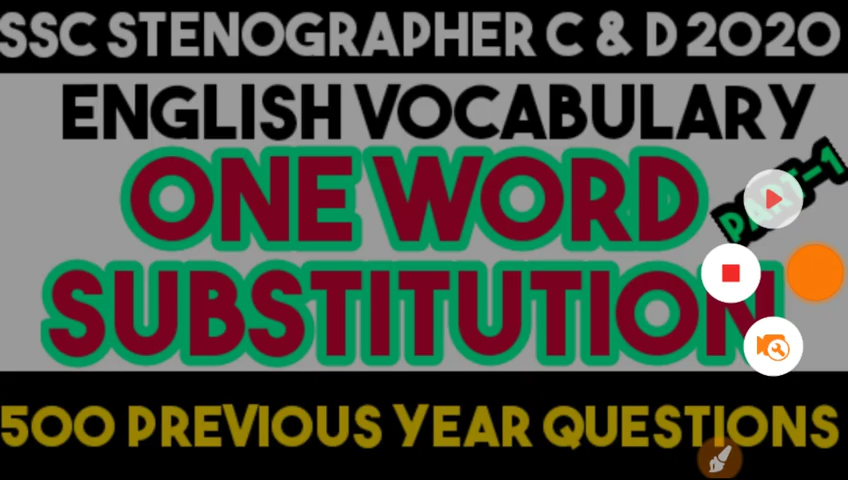 SSC STENOGRAPHER C & D 2020
ENGLISH VOCABULARY
ONE WORD
PART-1
SUBSTITUTION
500 PREVIOUS YEAR QUESTIONS